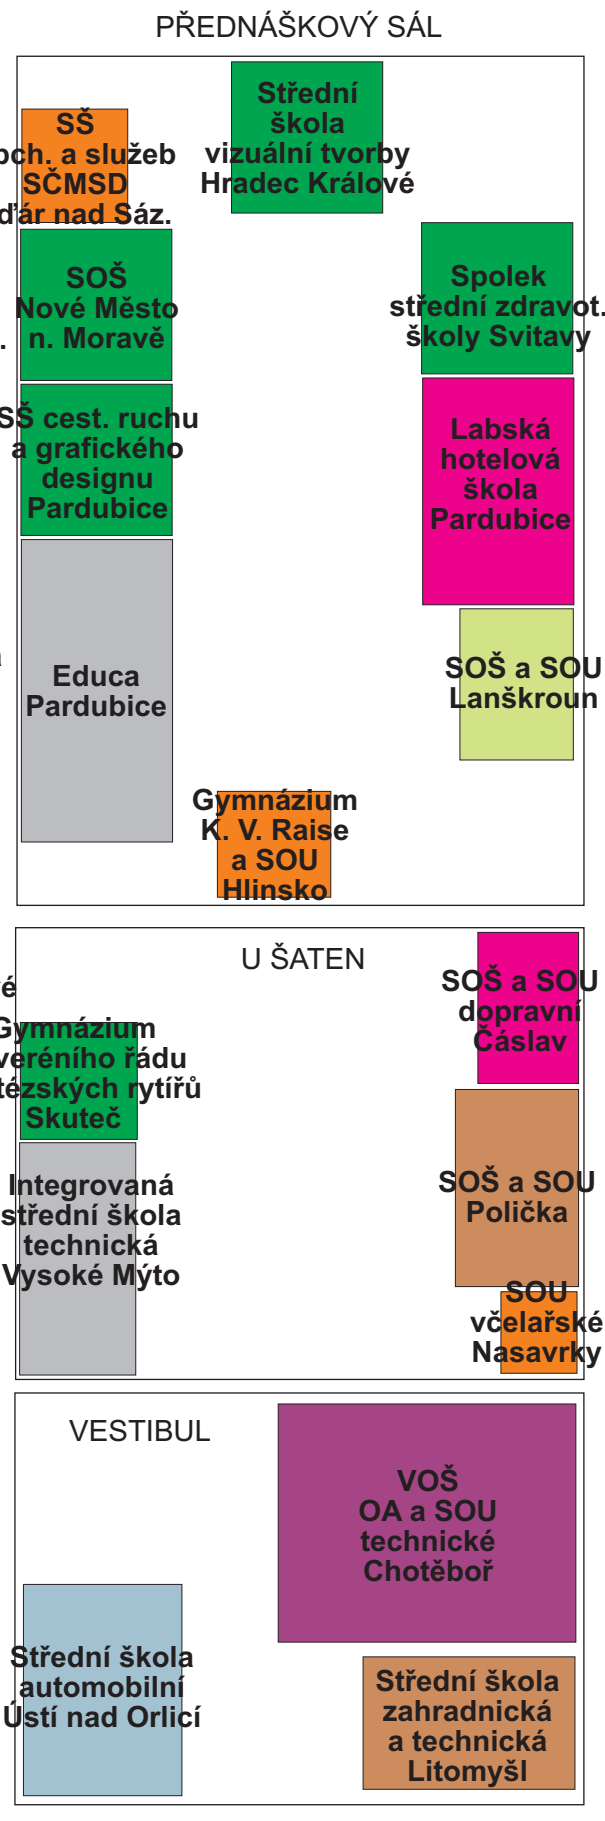 PŘEDNÁŠKOVÝ SÁL
Střední
škola
vizuální tvorby
Hradec Králové
SŠ
a služeb
SČMSD
nad Sáz.
SOŠ
Nové Město
n. Moravě
Spolek
střední zdravot.
školy Svitavy
SŠ cest. ruchu
a grafického
designu
Pardubice
Labská
hotelová
škola
Pardubice
Educa
Pardubice
SOŠ a SOU
Lanškroun
Gymnázium
K. V. Raise
a SOU
Hlinsko
U ŠATEN
SOŠ a SOU
dopravní
Čáslav
Gymnázium
řádu
rytířů
Skuteč
Integrovaná
střední škola
technická
Vysoké Mýto
SOŠ a SOU
Polička
SOU
včelařské
Nasavrky
VESTIBUL
VOŠ
OA a SOU
technické
Chotěboř
Střední škola
automobilní
Ústí nad Orlicí
Střední škola
zahradnická
a technická
Litomyšl